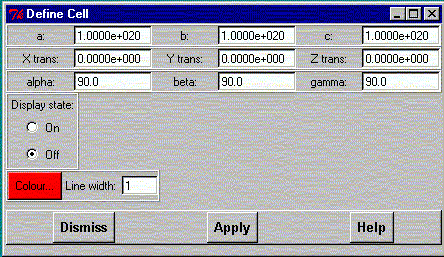 Define Cell
a: 1.0000e+020 b: 1.0000e+020 c: 1.0000e+020
X trans: 0.0000e+000 Y trans: 0.0000e+000 Z trans: 0.0000e+000
alpha: 90.0 beta: 90.0 gamma: 90.0
Display state:
On
Off
Colour... Line width: 1
Dismiss Apply Help